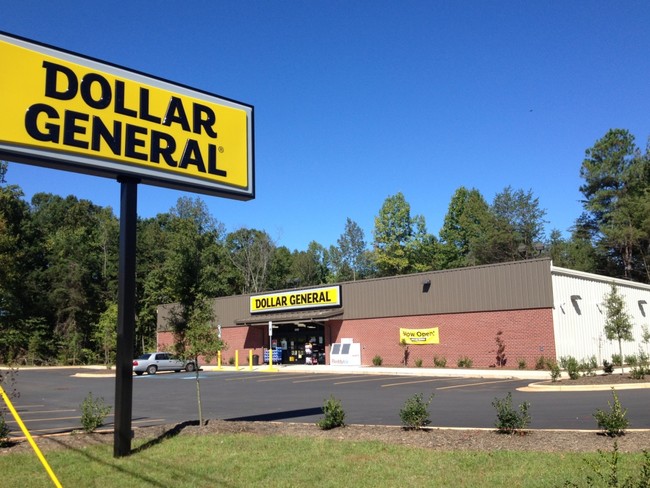 DOLLAR
GENERAL®
DOLLAR GENERAL
Now Open!